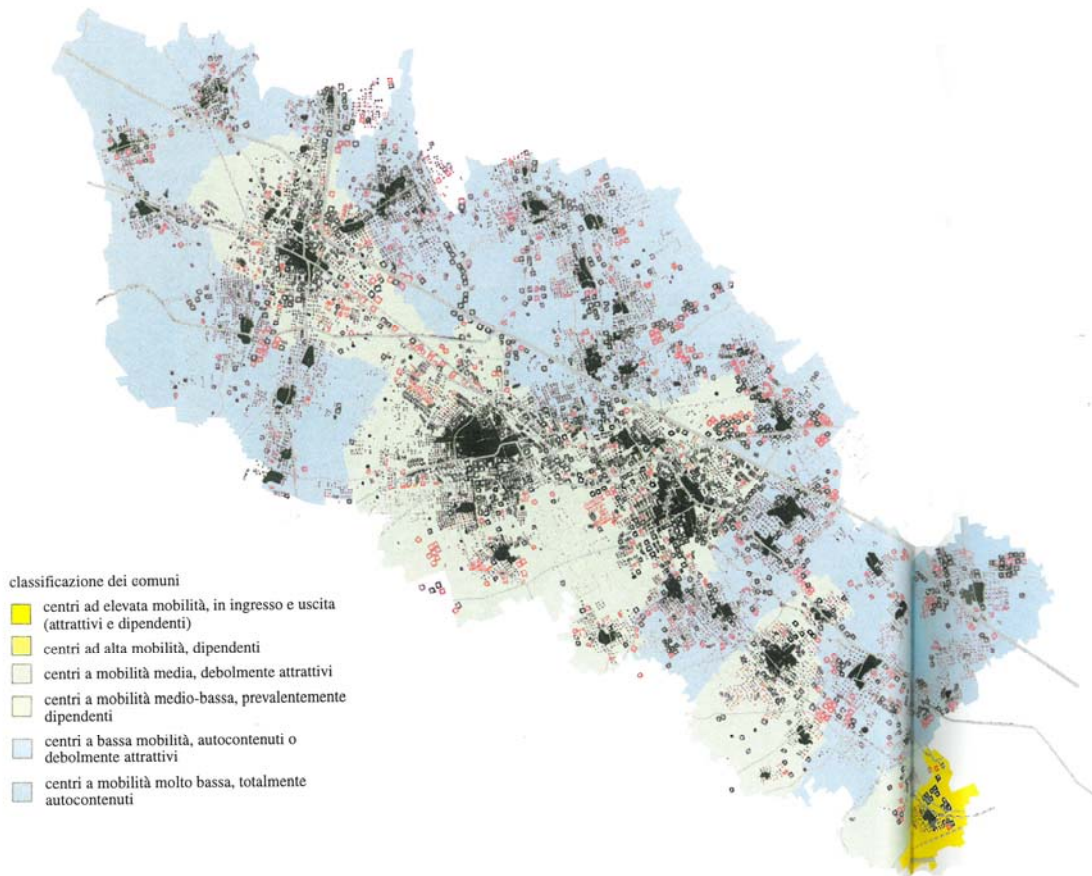 classificazione dei comuni
centri ad elevata mobilità, in ingresso e uscita
(attrattivi e dipendenti)
centri ad alta mobilità, dipendenti
centri a mobilità media, debolmente attrattivi
centri a mobilità medio-bassa, prevalentemente
dipendenti
centri a bassa mobilità, autocontenuti o
debolmente attrattivi
centri a mobilità molto bassa, totalmente
autocontenuti